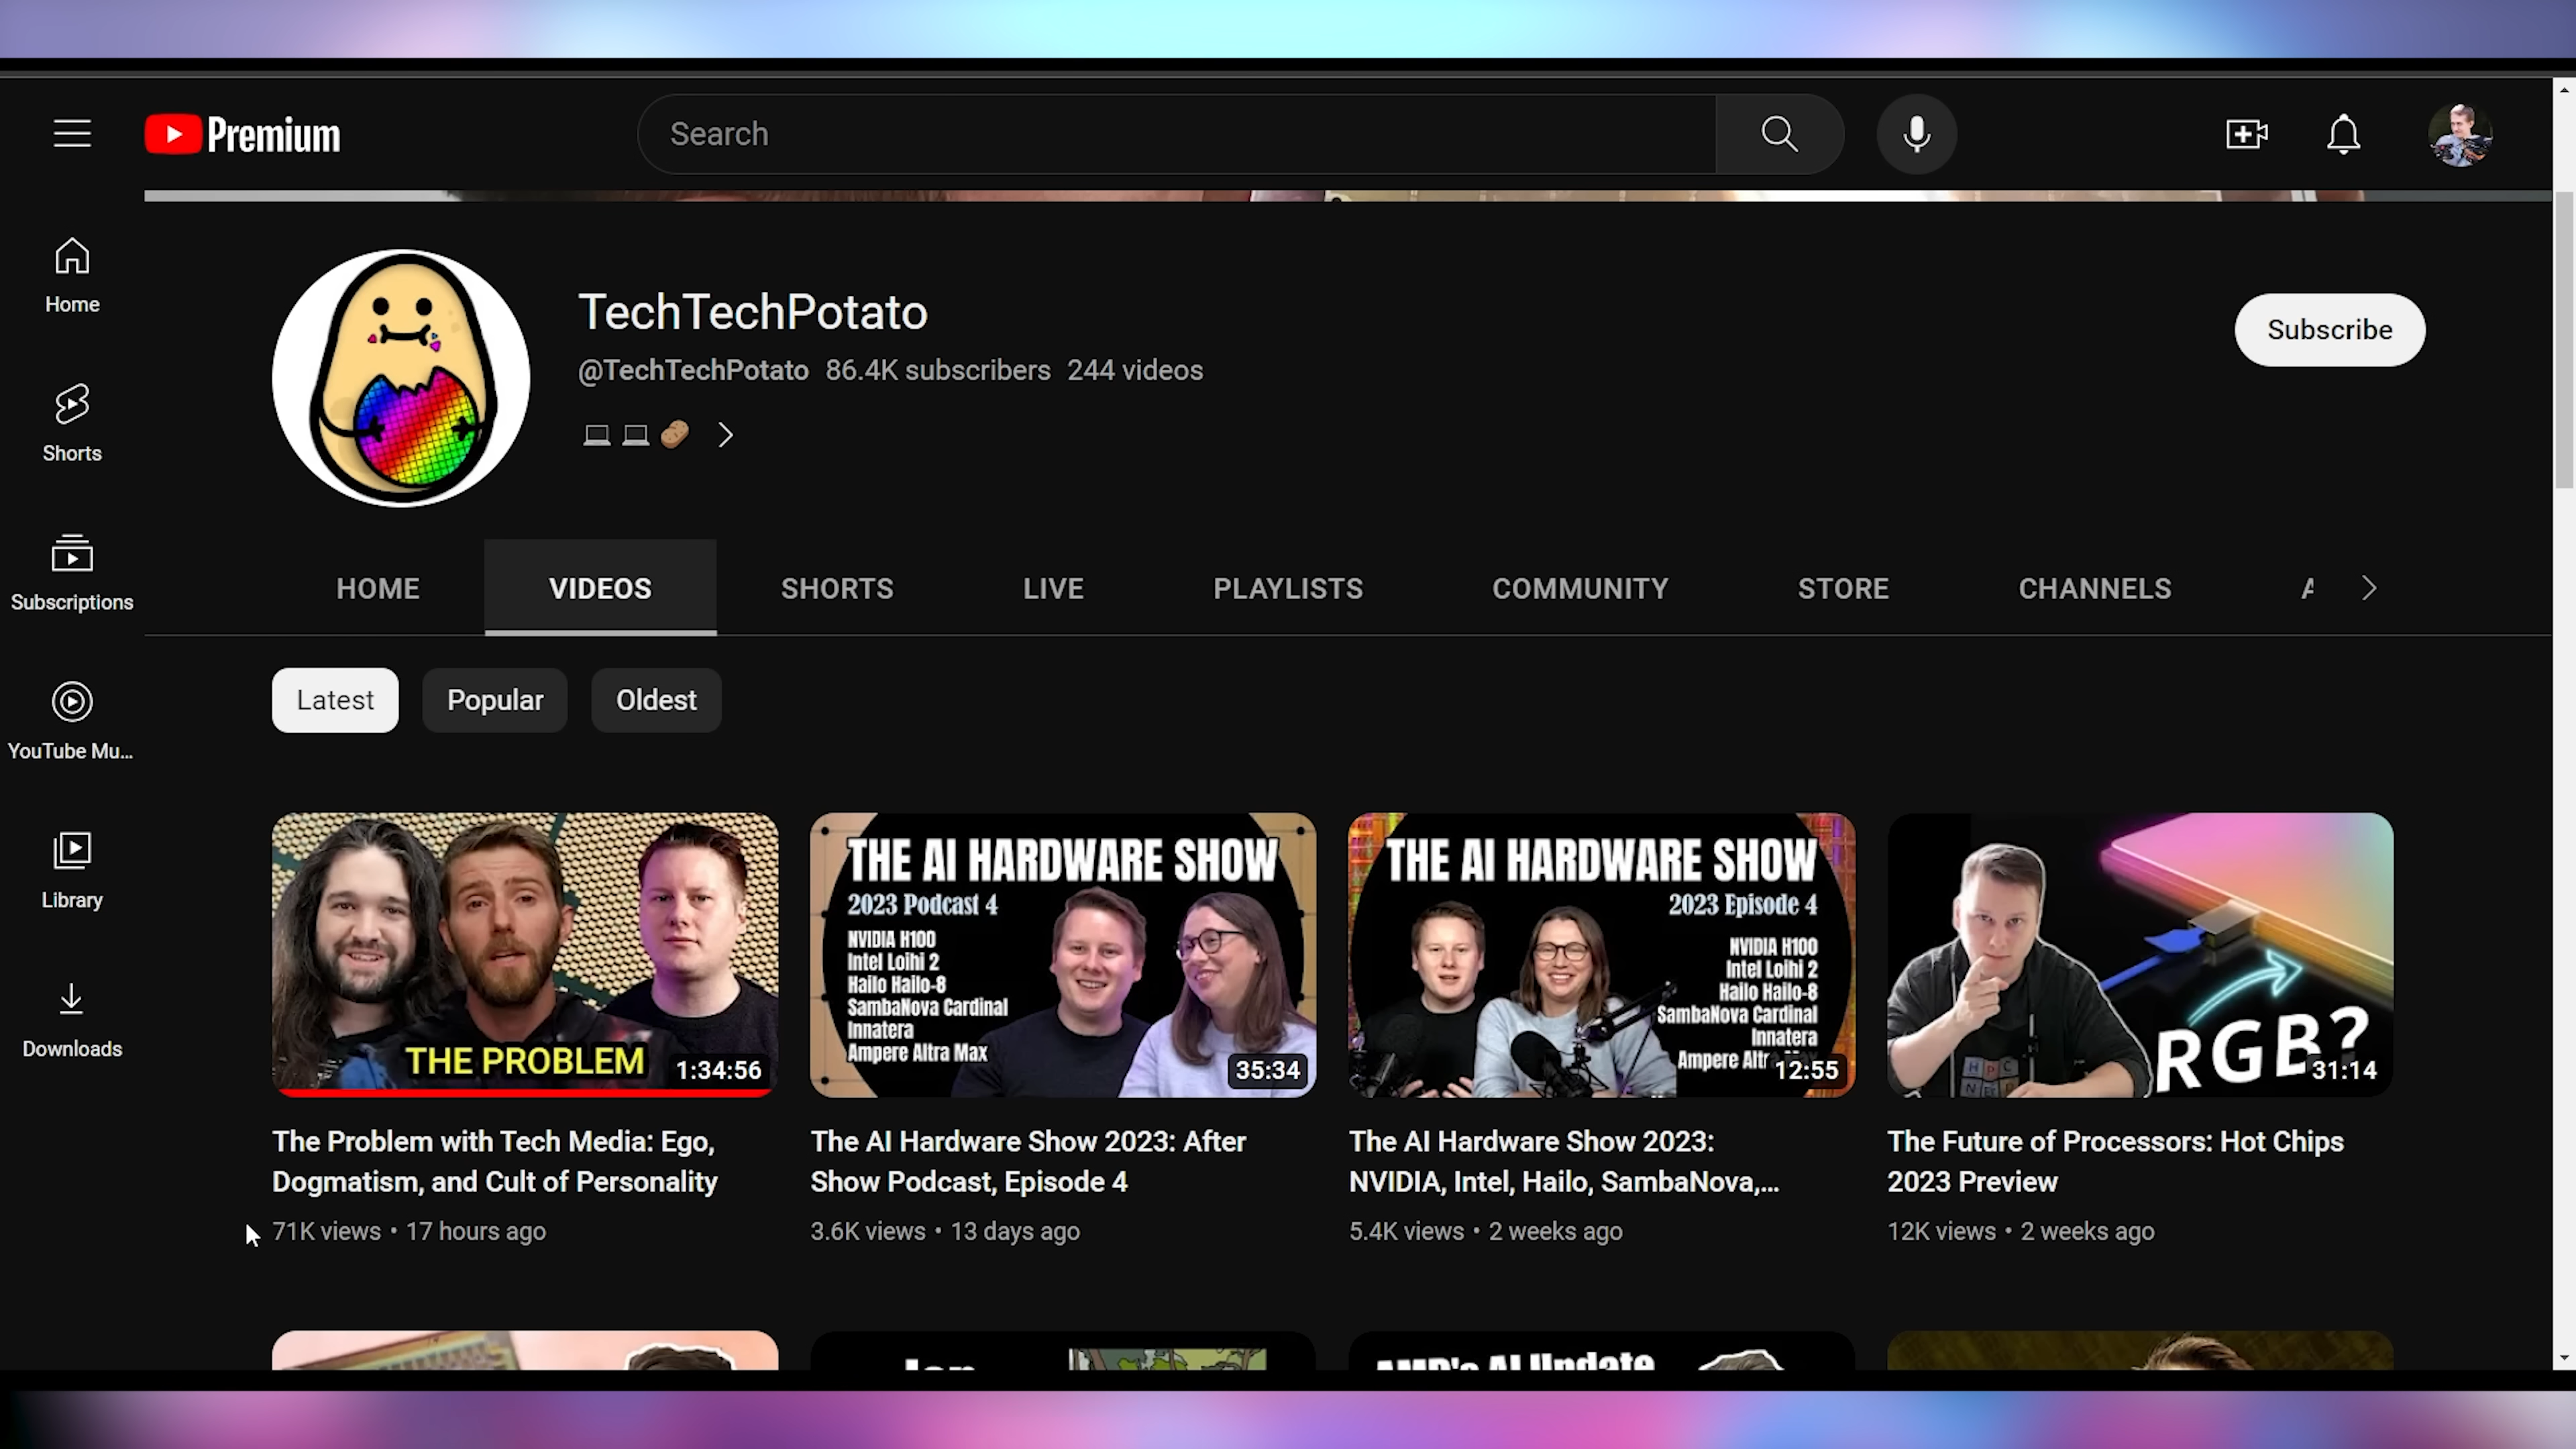 Premium
Search
Home
Shorts
Subscriptions
YouTube Mu...
Library
Downloads
TechTechPotato
@TechTechPotato 86.4K subscribers 244 videos
Subscribe
HOME VIDEOS SHORTS LIVE PLAYLISTS COMMUNITY STORE CHANNELS A
Latest Popular Oldest
THE PROBLEM
1:34:56
The Problem with Tech Media: Ego,
Dogmatism, and Cult of Personality
71K views • 17 hours ago
THE AI HARDWARE SHOW
2023 Podcast 4
NVIDIA H100
Intel Loihi 2
Hailo Hailo-8
SambaNova Cardinal
Innatera
Ampere Altra Max
35:34
The AI Hardware Show 2023: After
Show Podcast, Episode 4
3.6K views • 13 days ago
THE AI HARDWARE SHOW
2023 Episode 4
NVIDIA H100
Intel Loihi 2
Hailo Hailo-8
SambaNova Cardinal
Innatera
Ampere Altr
12:55
The AI Hardware Show 2023:
NVIDIA, Intel, Hailo, SambaNova,...
5.4K views • 2 weeks ago
RGB?
31:14
The Future of Processors: Hot Chips
2023 Preview
12K views • 2 weeks ago
AMD's AI Update